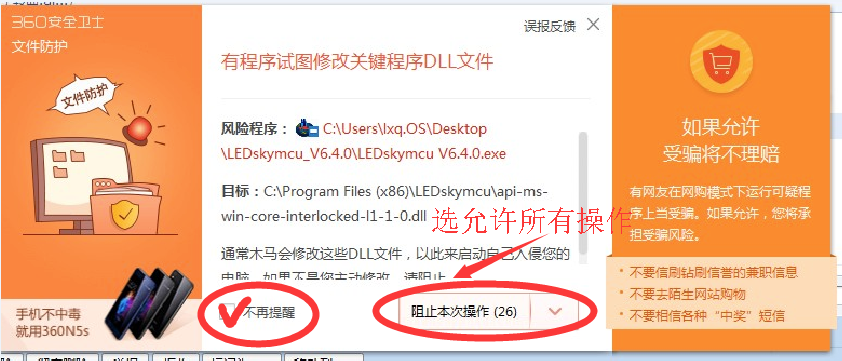 360安全卫士
文件防护
误报反馈
有程序试图修改关键程序DLL文件
文件防护
风险程序：C:\Users\lxq.OS\Desktop
\LEDskymcu_V6.4.0\LEDskymcu V6.4.0.exe
目标：C:\Program Files (x86)\LEDskymcu\api-ms-
win-core-interlocked-l1-1-0.dll
选允许所有操作
通常木马会修改这些DLL文件，以此来启动自己入侵您的
电脑，如果不是您主动修改，请阻止
手机不中毒
就用360N5s
不再提醒
阻止本次操作 (26)
如果允许
受骗将不理赔
有网友在网购模式下运行可疑程
序上当受骗。如果允许，您将承
担受骗风险。
不要信刷钻刷信誉的兼职信息
不要去陌生网站购物
不要相信各种“中奖”短信